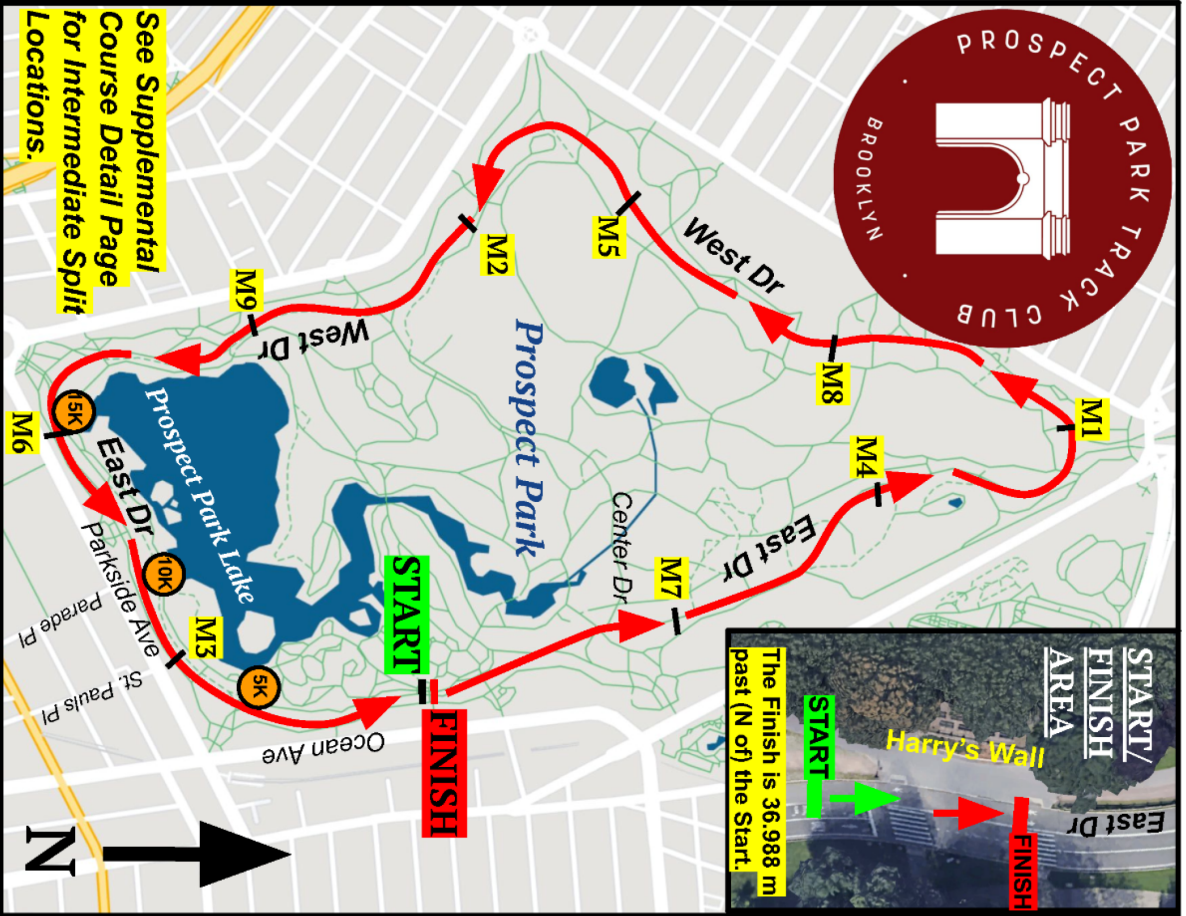 PROSPECT PARK TRACK CLUB
· BROOKLYN ·
See Supplemental
Course Detail Page
for Intermediate Split
Locations.
START/
FINISH
AREA
Harry's Wall
START
FINISH
East Dr
The Finish is 36.988 m
past (N of) the Start.
M1
M8
West Dr
M5
M2
M4
East Dr
M7
Center Dr
Prospect Park
M9
West Dr
Prospect Park Lake
15K
M6
East Dr
10K
Parkside Ave
Parade Pl
M3
St. Pauls Pl
5K
Ocean Ave
START
FINISH
N